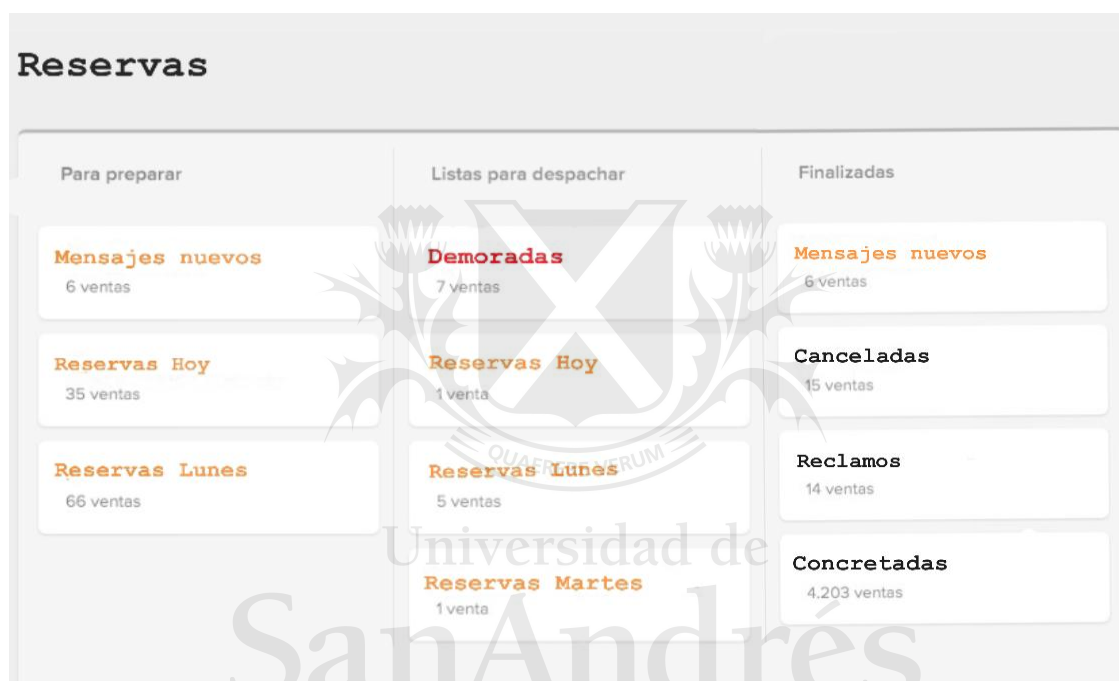 Reservas
Para preparar
Mensajes nuevos
6 ventas
Reservas Hoy
35 ventas
Reservas Lunes
66 ventas
Listas para despachar
Demoradas
7 ventas
Reservas Hoy
1 venta
Reservas Lunes
5 ventas
Reservas Martes
1 venta
Finalizadas
Mensajes nuevos
6 ventas
Canceladas
15 ventas
Reclamos
14 ventas
Concretadas
4.203 ventas
QUAERERE VERUM
Universidad de
SanAndrés